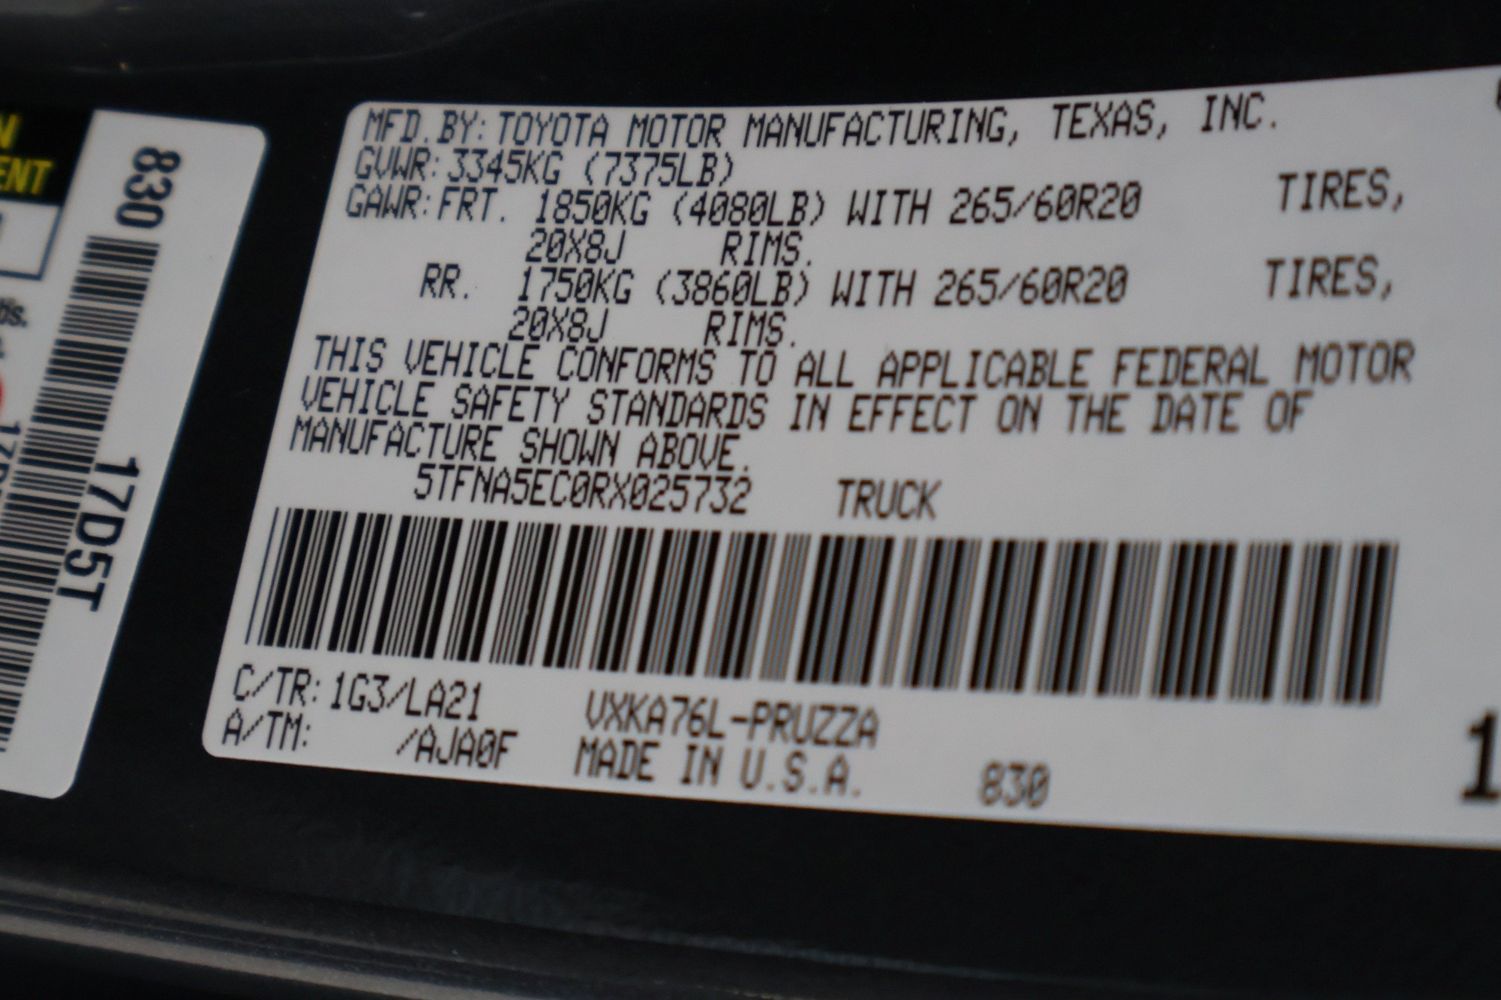 MFD. BY: TOYOTA MOTOR MANUFACTURING, TEXAS, INC.
GVWR: 3345KG (7375LB)
GAWR: FRT. 1850KG (4080LB) WITH 265/60R20 TIRES,
20X8J RIMS.
RR. 1750KG (3860LB) WITH 265/60R20 TIRES,
20X8J RIMS.
THIS VEHICLE CONFORMS TO ALL APPLICABLE FEDERAL MOTOR
VEHICLE SAFETY STANDARDS IN EFFECT ON THE DATE OF
MANUFACTURE SHOWN ABOVE.
5TFNA5EC0RX025732 TRUCK
C/TR: 1G3/LA21 VXKA76L-PRUZZA
A/TM: /AJA0F MADE IN U.S.A. 830
830
17D5T